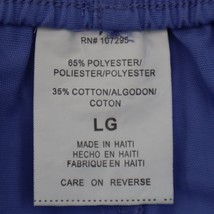 RN# 107295
65% POLYESTER/
POLIESTER/POLYESTER
35% COTTON/ALGODON/
COTON
LG
MADE IN HAITI
HECHO EN HAITI
FABRIQUE EN HAITI
CARE ON REVERSE